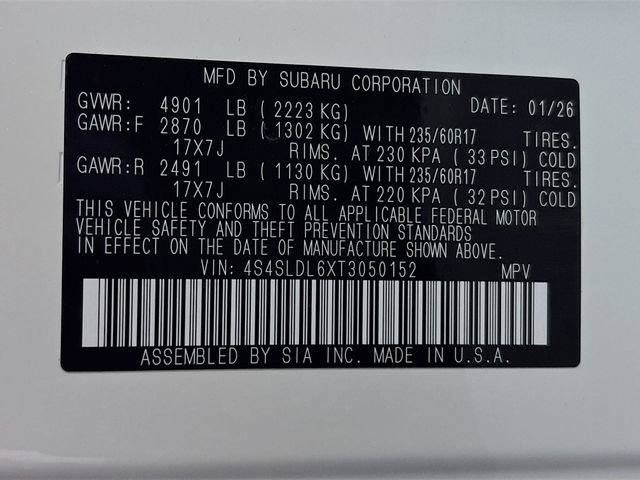 MFD BY SUBARU CORPORATION
GVWR: 4901 LB ( 2223 KG) DATE: 01/26
GAWR:F 2870 LB ( 1302 KG) WITH 235/60R17 TIRES.
17X7J RIMS. AT 230 KPA ( 33 PSI) COLD
GAWR:R 2491 LB ( 1130 KG) WITH 235/60R17 TIRES.
17X7J RIMS. AT 220 KPA ( 32 PSI) COLD
THIS VEHICLE CONFORMS TO ALL APPLICABLE FEDERAL MOTOR
VEHICLE SAFETY AND THEFT PREVENTION STANDARDS
IN EFFECT ON THE DATE OF MANUFACTURE SHOWN ABOVE.
VIN: 4S4SLDL6XT3050152 MPV
ASSEMBLED BY SIA INC. MADE IN U.S.A.